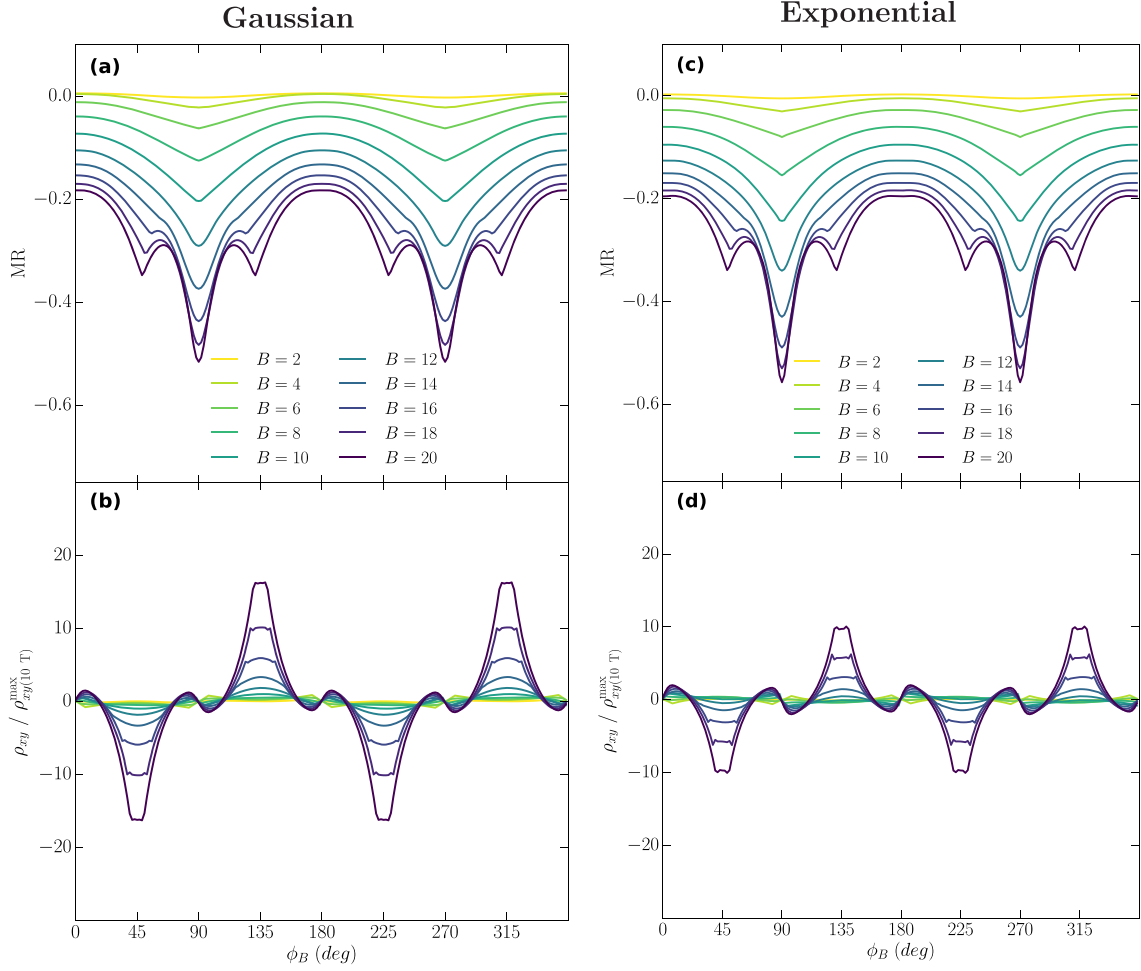 Gaussian
(a)
0.0
−0.2
−0.4
−0.6
MR
B = 2
B = 4
B = 6
B = 8
B = 10
B = 12
B = 14
B = 16
B = 18
B = 20
(b)
20
10
0
−10
−20
ρxy / ρxy(10 T)max
0 45 90 135 180 225 270 315
ϕB (deg)
Exponential
(c)
0.0
−0.2
−0.4
−0.6
MR
B = 2
B = 4
B = 6
B = 8
B = 10
B = 12
B = 14
B = 16
B = 18
B = 20
(d)
20
10
0
−10
−20
ρxy / ρxy(10 T)max
0 45 90 135 180 225 270 315
ϕB (deg)